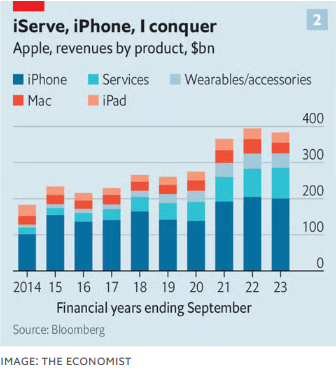 iServe, iPhone, I conquer
2
Apple, revenues by product, $bn
iPhone Services Wearables/accessories
Mac iPad
400
300
200
100
0
2014 15 16 17 18 19 20 21 22 23
Financial years ending September
Source: Bloomberg
IMAGE: THE ECONOMIST